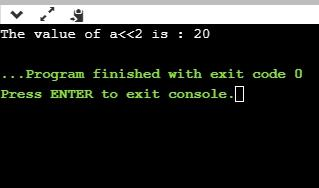 The value of a<<2 is : 20
...Program finished with exit code 0
Press ENTER to exit console.